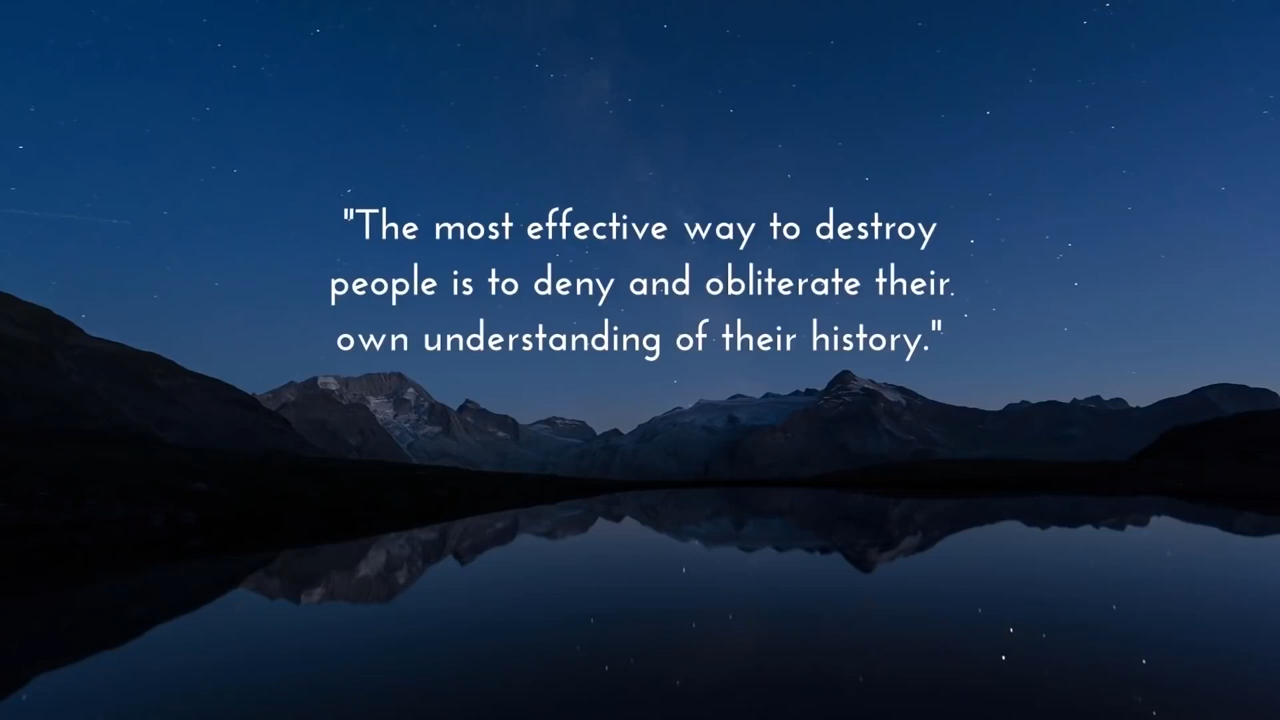 "The most effective way to destroy
people is to deny and obliterate their
own understanding of their history."